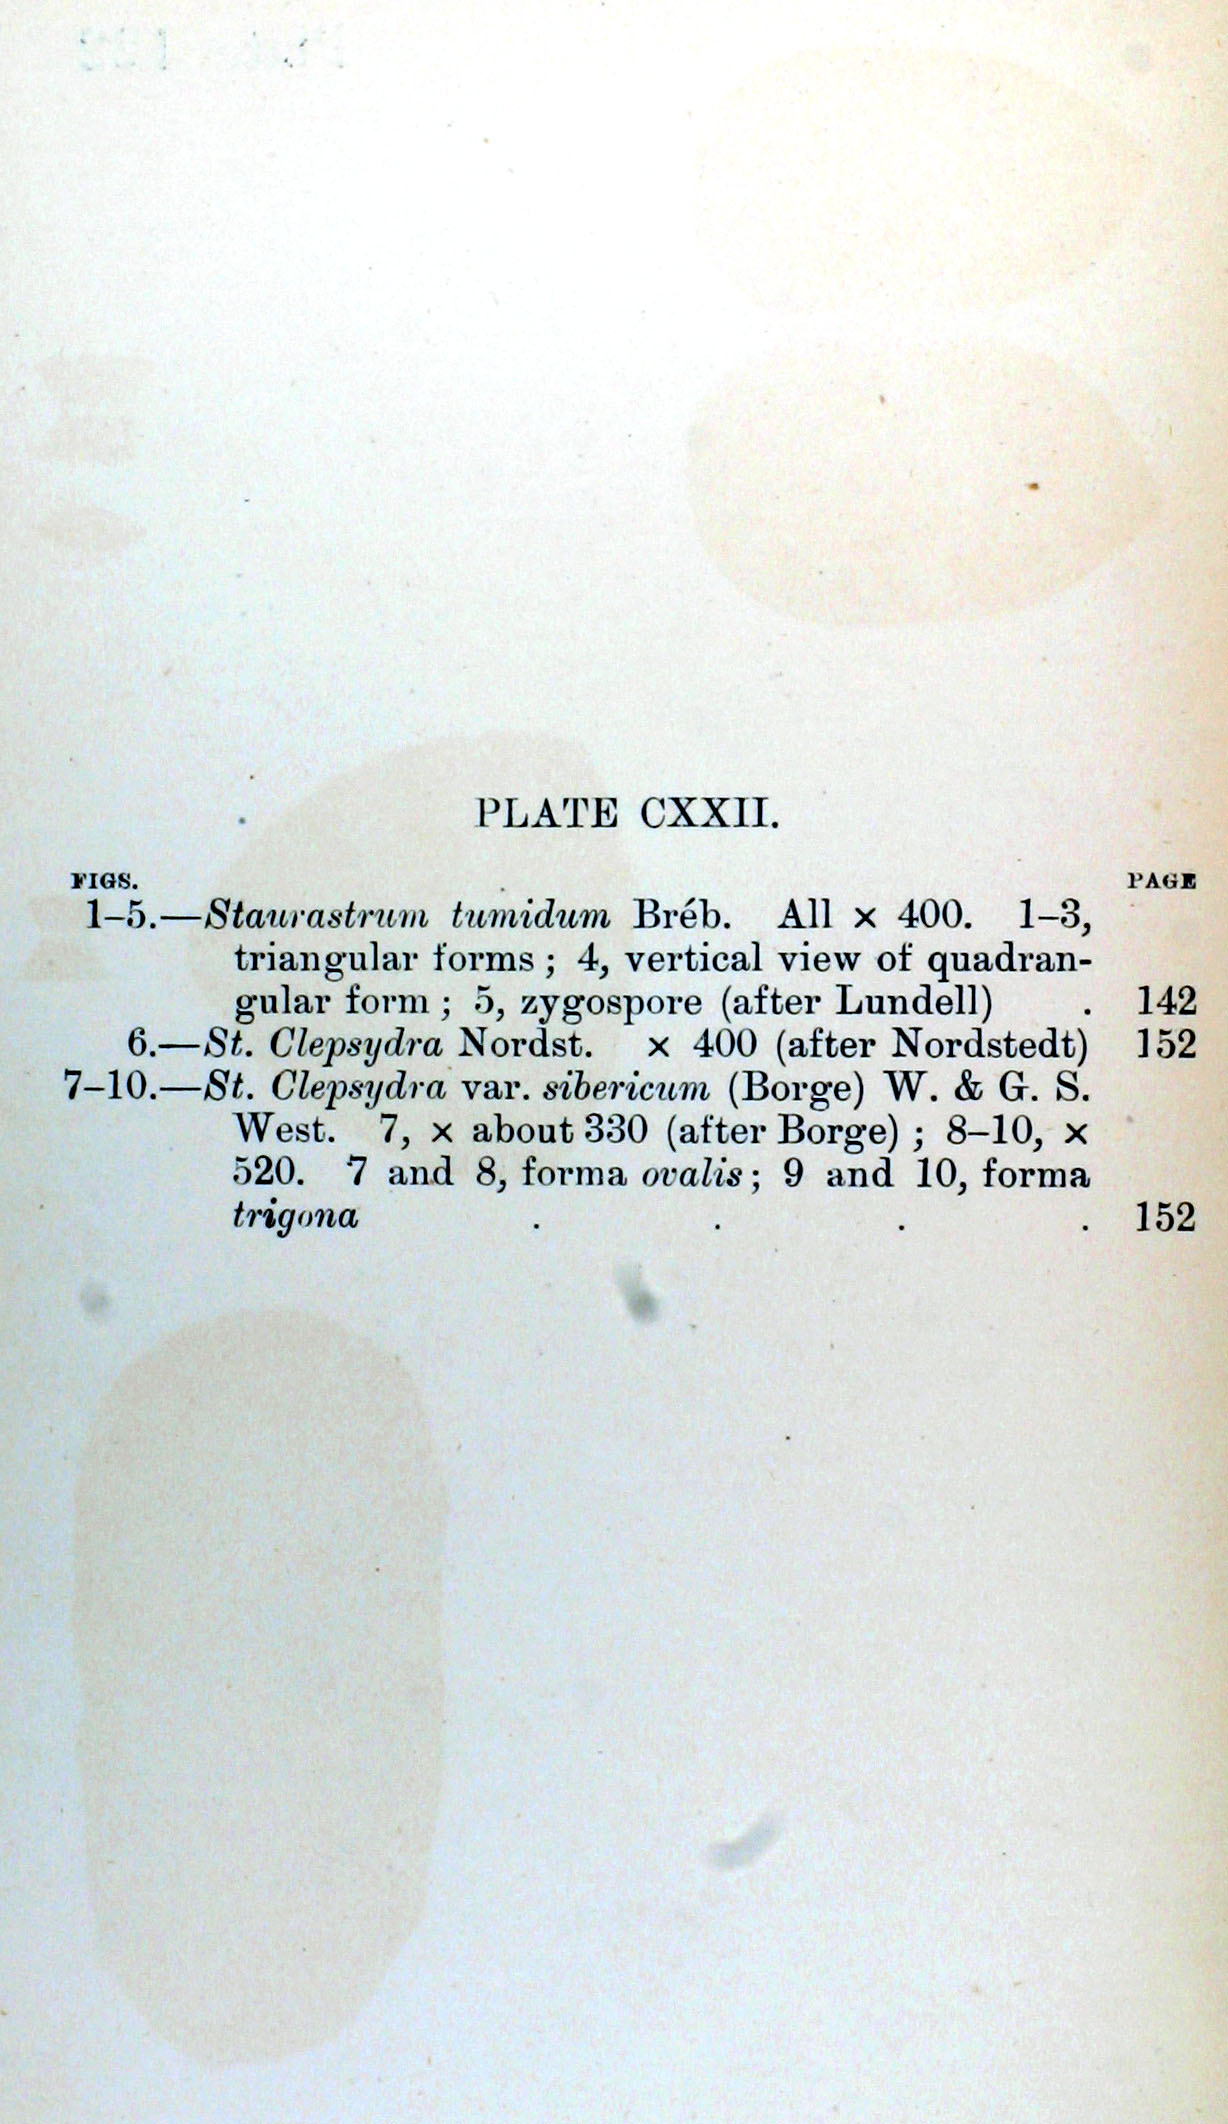 PLATE CXXII.
FIGS. PAGE
1–5.—Staurastrum tumidum Bréb. All × 400. 1–3,
triangular forms ; 4, vertical view of quadran-
gular form ; 5, zygospore (after Lundell) . 142
6.—St. Clepsydra Nordst. × 400 (after Nordstedt) 152
7–10.—St. Clepsydra var. sibericum (Borge) W. & G. S.
West. 7, × about 330 (after Borge) ; 8–10, ×
520. 7 and 8, forma ovalis ; 9 and 10, forma
trigona . . . . 152